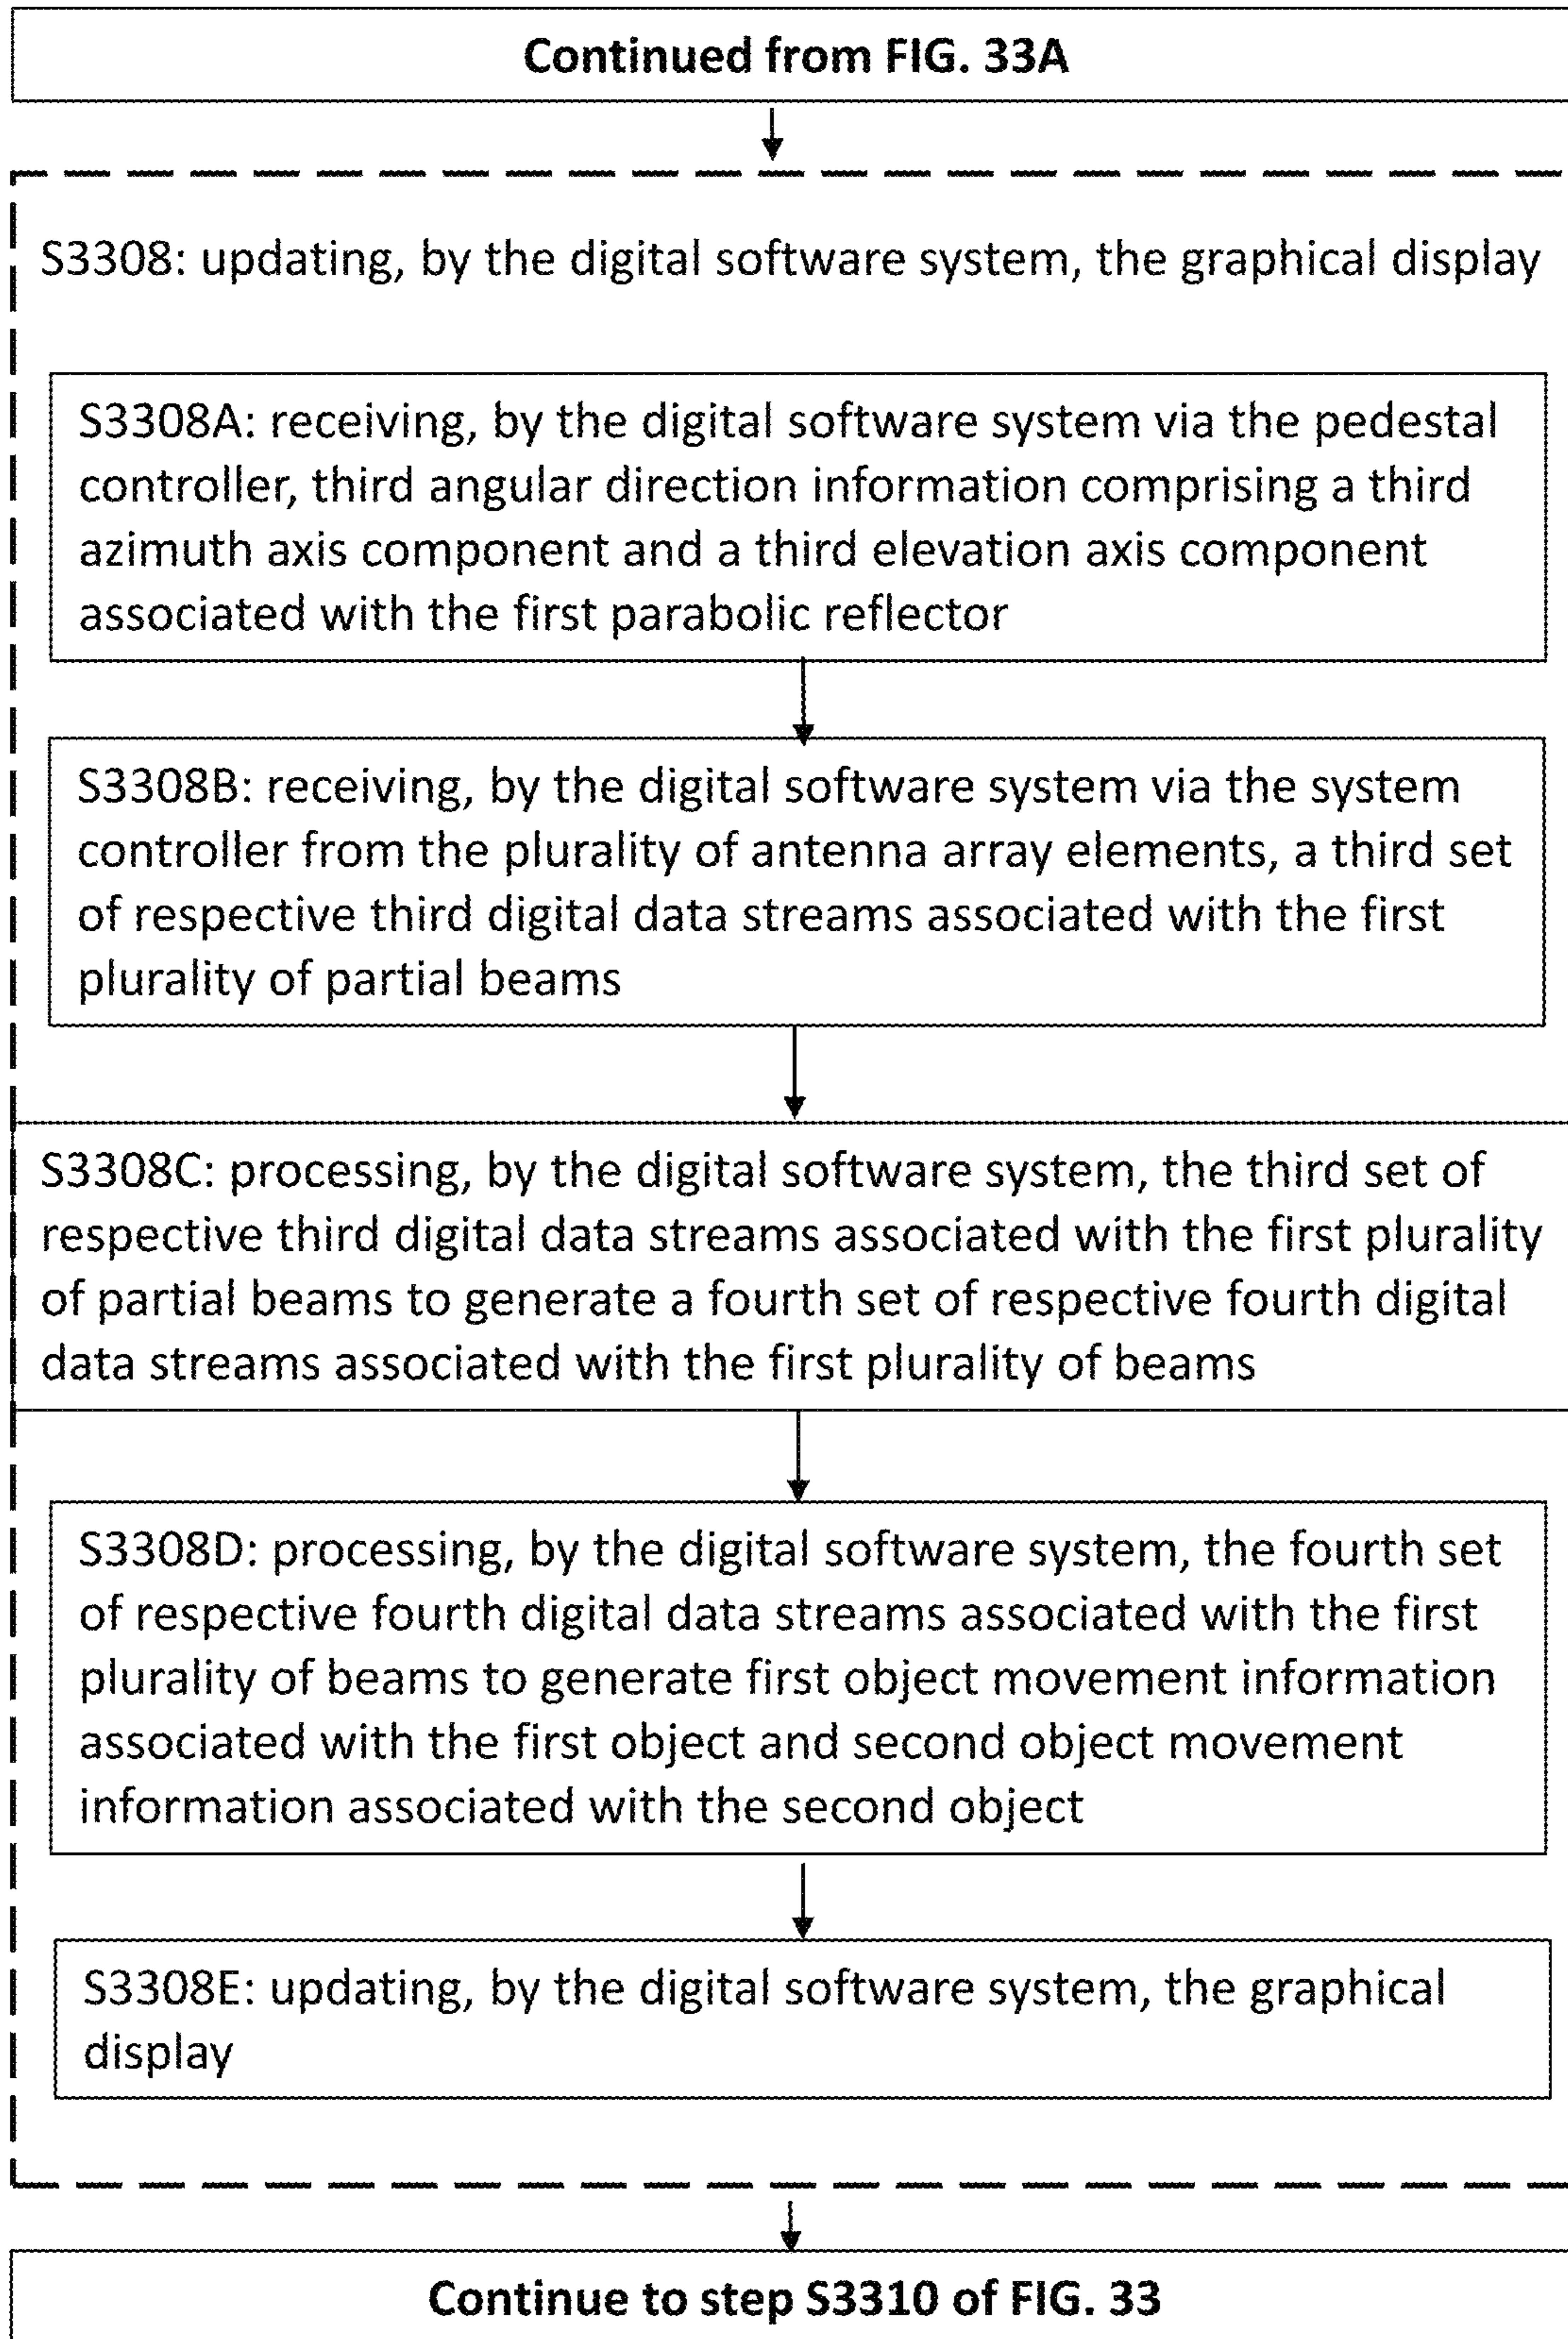 Continued from FIG. 33A
S3308: updating, by the digital software system, the graphical display
S3308A: receiving, by the digital software system via the pedestal
controller, third angular direction information comprising a third
azimuth axis component and a third elevation axis component
associated with the first parabolic reflector
S3308B: receiving, by the digital software system via the system
controller from the plurality of antenna array elements, a third set
of respective third digital data streams associated with the first
plurality of partial beams
S3308C: processing, by the digital software system, the third set of
respective third digital data streams associated with the first plurality
of partial beams to generate a fourth set of respective fourth digital
data streams associated with the first plurality of beams
S3308D: processing, by the digital software system, the fourth set
of respective fourth digital data streams associated with the first
plurality of beams to generate first object movement information
associated with the first object and second object movement
information associated with the second object
S3308E: updating, by the digital software system, the graphical
display
Continue to step S3310 of FIG. 33